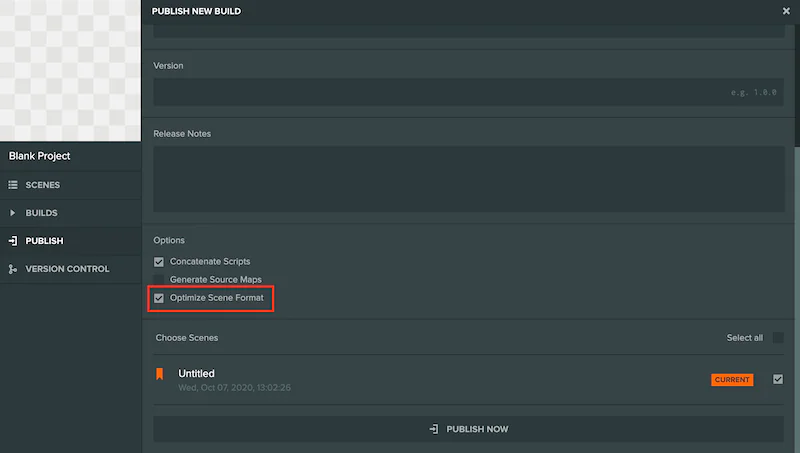 PUBLISH NEW BUILD
Version
e.g. 1.0.0
Release Notes
Blank Project
SCENES
BUILDS
PUBLISH
VERSION CONTROL
Options
Concatenate Scripts
Generate Source Maps
Optimize Scene Format
Choose Scenes
Select all
Untitled
Wed, Oct 07, 2020, 13:02:26
CURRENT
PUBLISH NOW